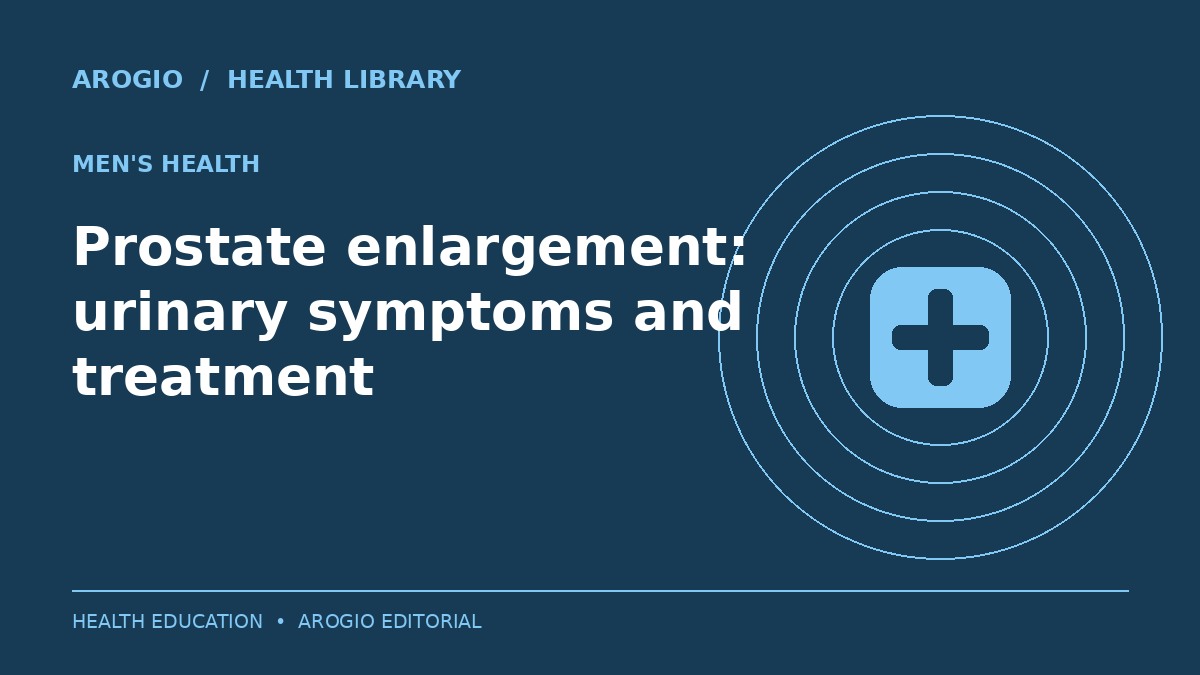 AROGIO / HEALTH LIBRARY
MEN'S HEALTH
Prostate enlargement:
urinary symptoms and
treatment
HEALTH EDUCATION • AROGIO EDITORIAL